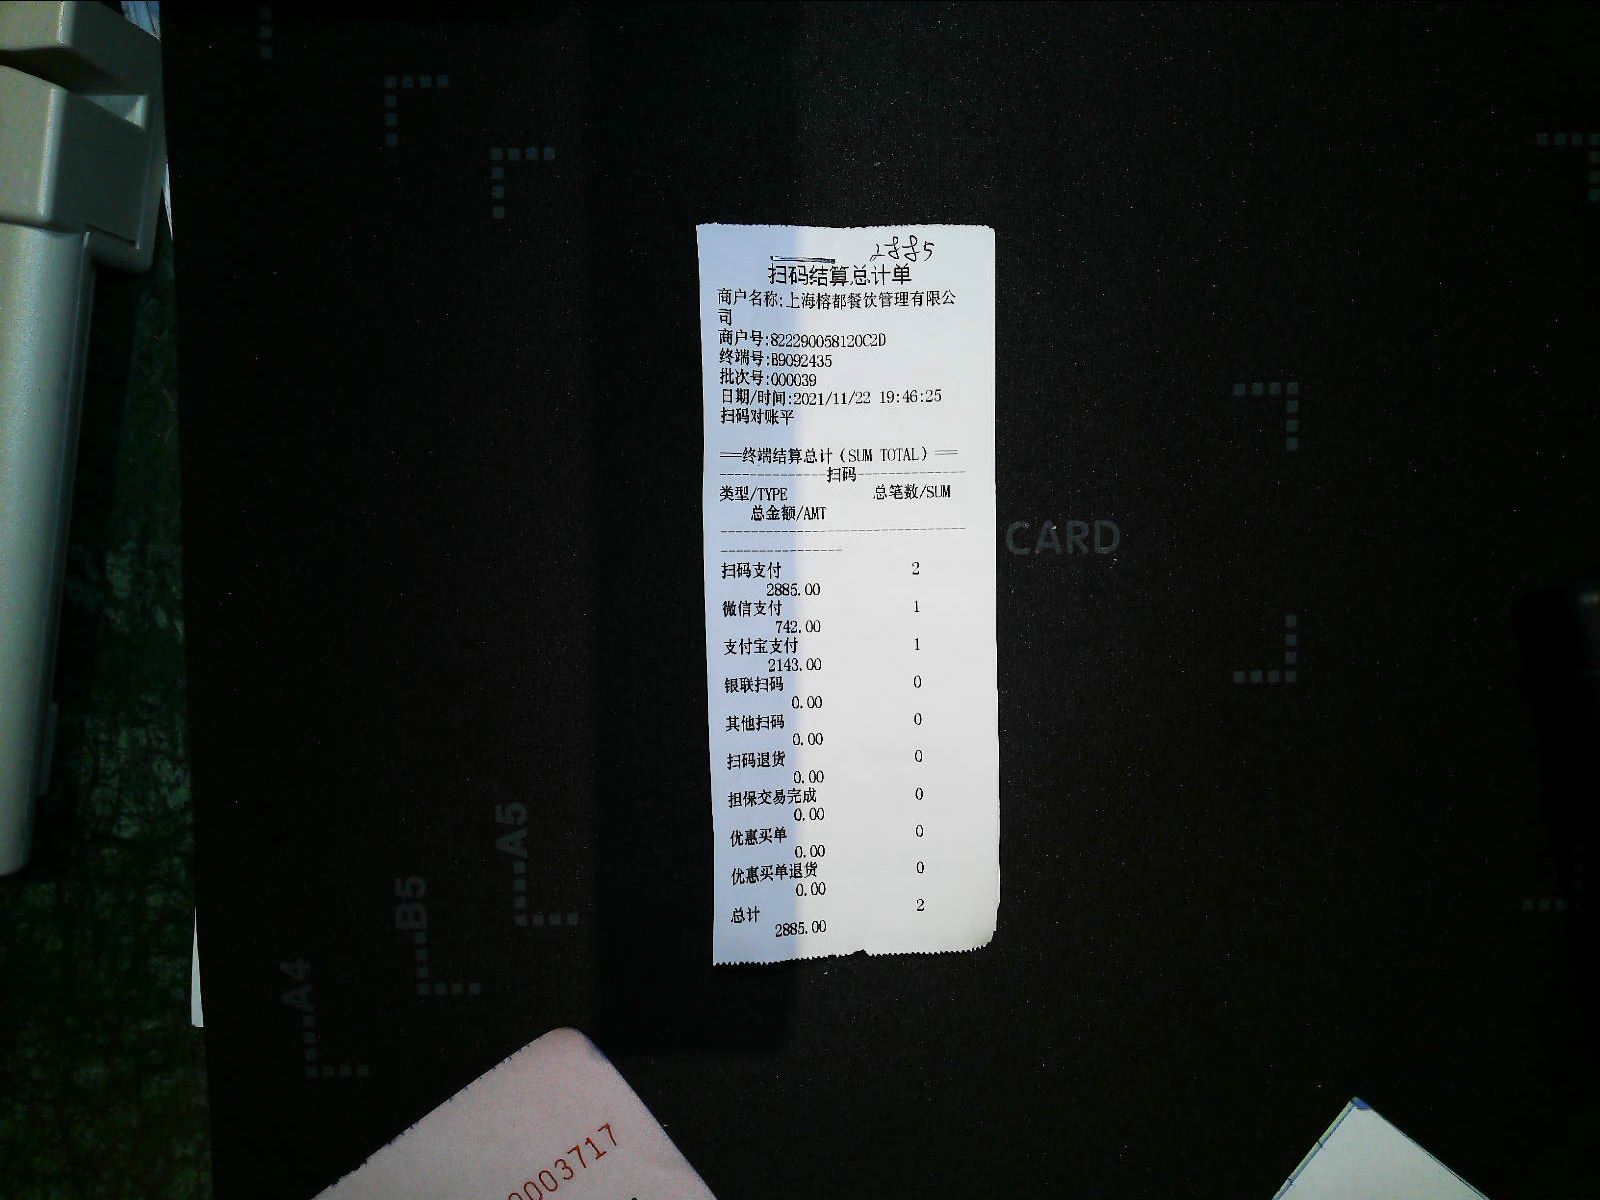 2885
扫码结算总计单
商户名称:上海榕都餐饮管理有限公
司
商户号:822290058120C2D
终端号:B9092435
批次号:000039
日期/时间:2021/11/22 19:46:25
扫码对账平
==终端结算总计(SUM TOTAL)==
----------------扫码----------------
类型/TYPE 总笔数/SUM
总金额/AMT
扫码支付 2
2885.00
微信支付 1
742.00
支付宝支付 1
2143.00
银联扫码 0
0.00
其他扫码 0
0.00
扫码退货 0
0.00
担保交易完成 0
0.00
优惠买单 0
0.00
优惠买单退货 0
0.00
总计 2
2885.00
CARD
A5
B5
A4
0003717